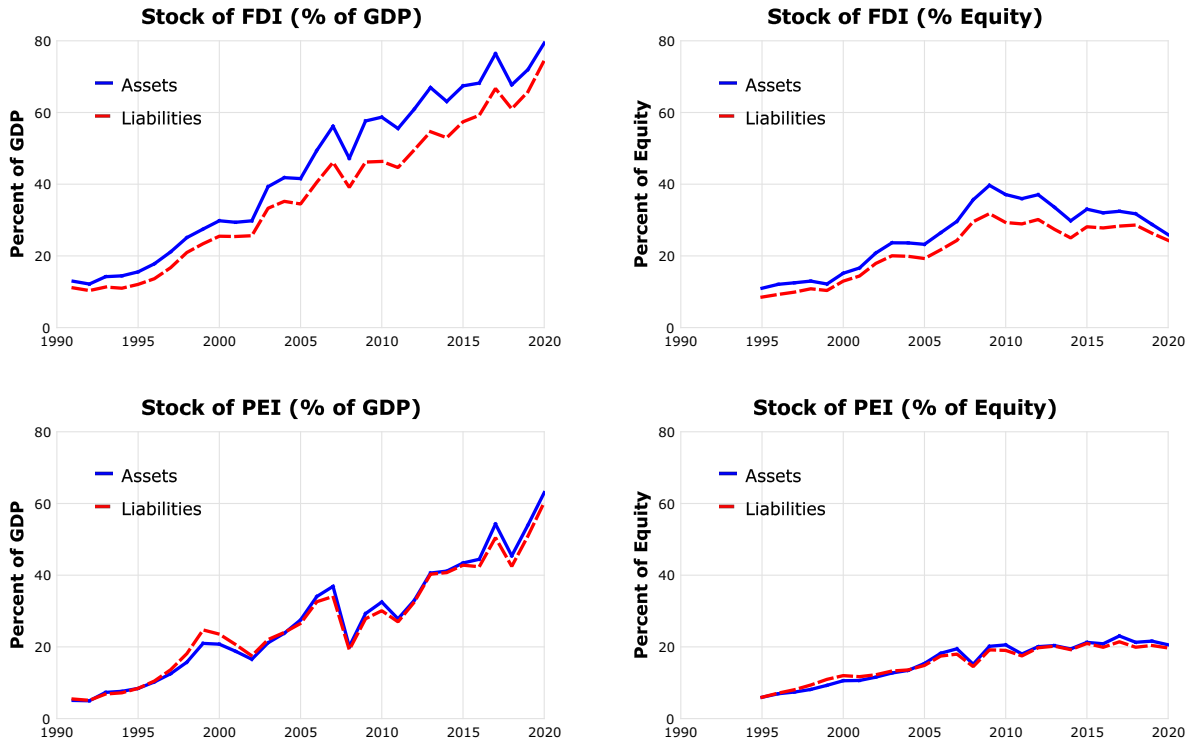 Stock of FDI (% of GDP)
80
60
40
20
0
Percent of GDP
Assets
Liabilities
1990 1995 2000 2005 2010 2015 2020
Stock of FDI (% Equity)
80
60
40
20
0
Percent of Equity
Assets
Liabilities
1990 1995 2000 2005 2010 2015 2020
Stock of PEI (% of GDP)
80
60
40
20
0
Percent of GDP
Assets
Liabilities
1990 1995 2000 2005 2010 2015 2020
Stock of PEI (% of Equity)
80
60
40
20
0
Percent of Equity
Assets
Liabilities
1990 1995 2000 2005 2010 2015 2020